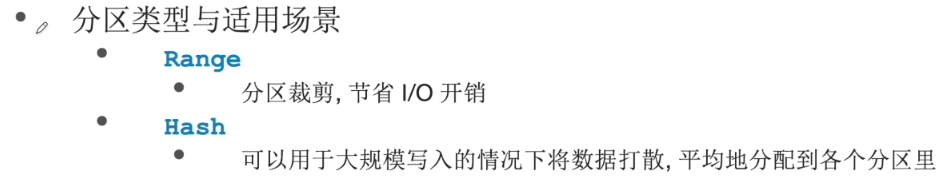 分区类型与适用场景
Range
分区裁剪, 节省 I/O 开销
Hash
可以用于大规模写入的情况下将数据打散, 平均地分配到各个分区里